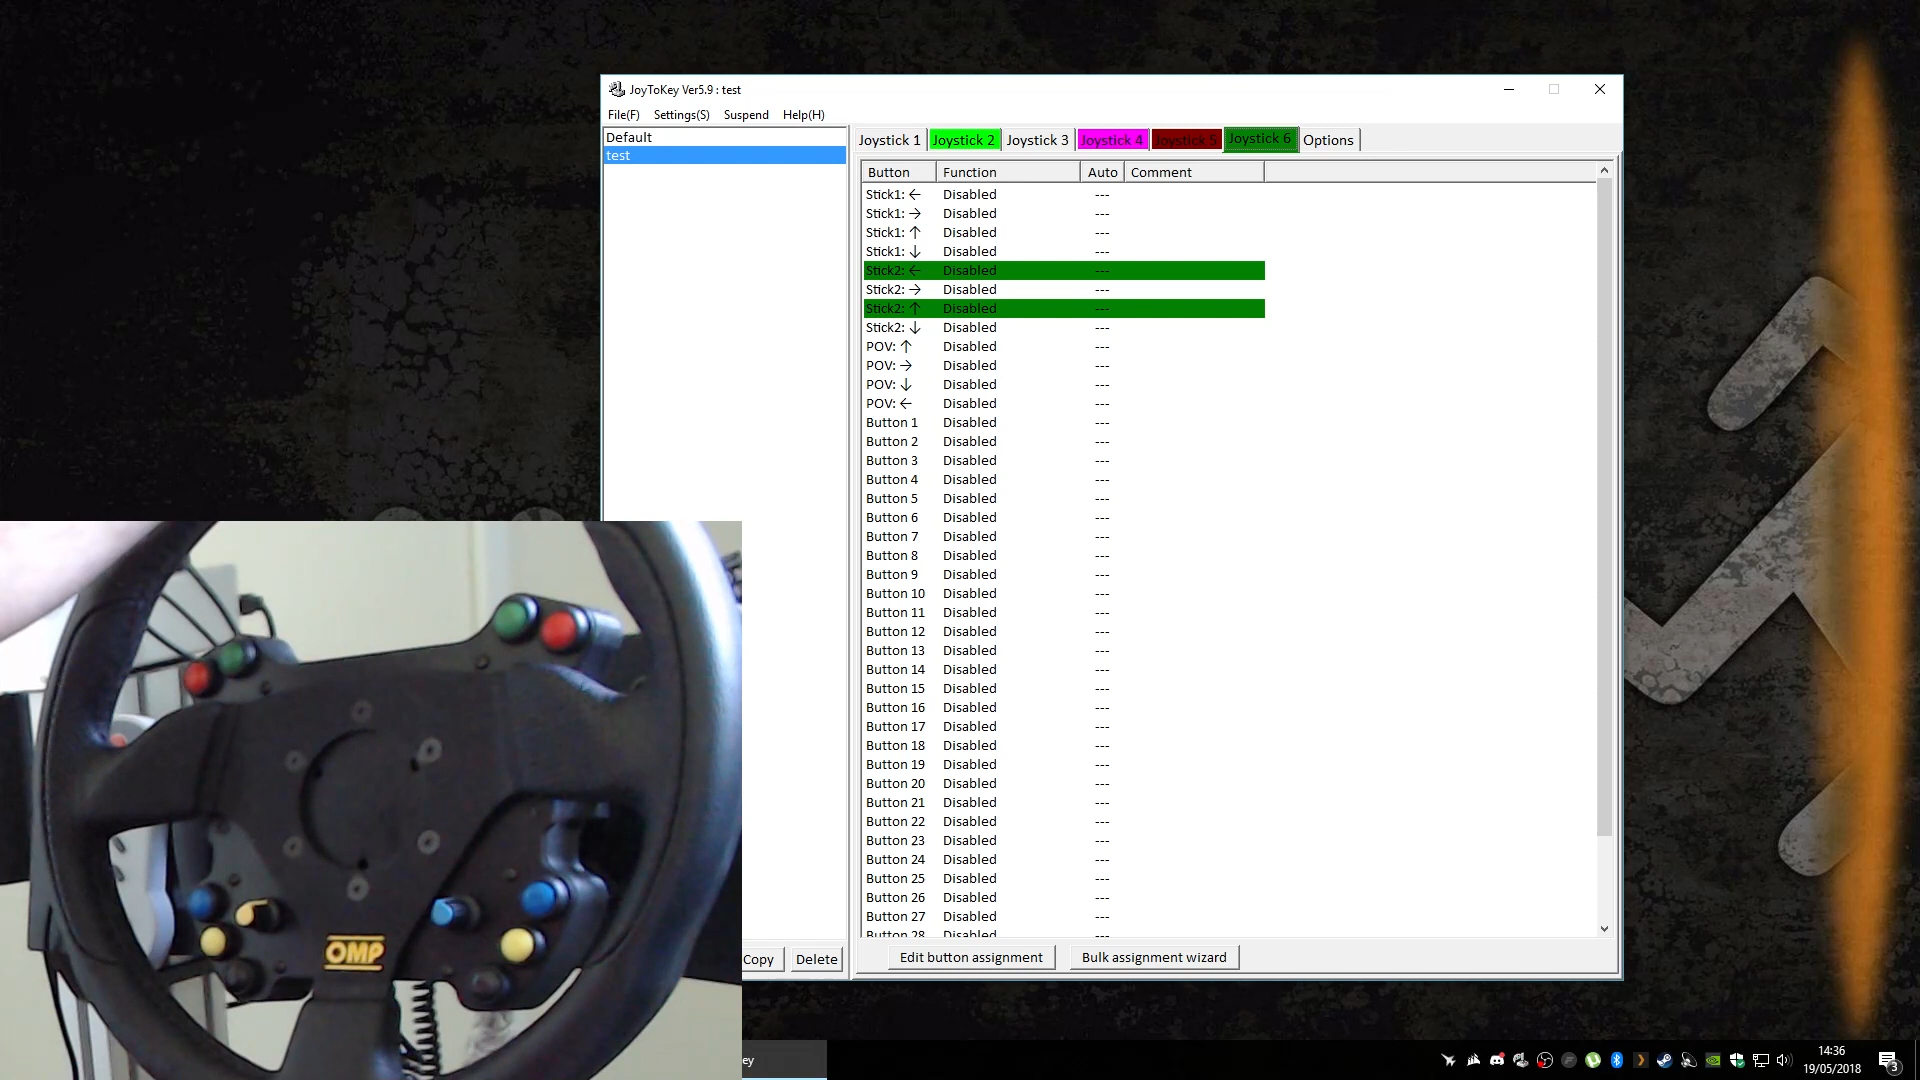 JoyToKey Ver5.9 : test
File(F) Settings(S) Suspend Help(H)
Default
test
Joystick 1 Joystick 2 Joystick 3 Joystick 4 Joystick 5 Joystick 6 Options
Button Function Auto Comment
Stick1: ← Disabled ---
Stick1: → Disabled ---
Stick1: ↑ Disabled ---
Stick1: ↓ Disabled ---
Stick2: ← Disabled ---
Stick2: → Disabled ---
Stick2: ↑ Disabled ---
Stick2: ↓ Disabled ---
POV: ↑ Disabled ---
POV: → Disabled ---
POV: ↓ Disabled ---
POV: ← Disabled ---
Button 1 Disabled ---
Button 2 Disabled ---
Button 3 Disabled ---
Button 4 Disabled ---
Button 5 Disabled ---
Button 6 Disabled ---
Button 7 Disabled ---
Button 8 Disabled ---
Button 9 Disabled ---
Button 10 Disabled ---
Button 11 Disabled ---
Button 12 Disabled ---
Button 13 Disabled ---
Button 14 Disabled ---
Button 15 Disabled ---
Button 16 Disabled ---
Button 17 Disabled ---
Button 18 Disabled ---
Button 19 Disabled ---
Button 20 Disabled ---
Button 21 Disabled ---
Button 22 Disabled ---
Button 23 Disabled ---
Button 24 Disabled ---
Button 25 Disabled ---
Button 26 Disabled ---
Button 27 Disabled ---
Button 28 Disabled ---
Copy Delete
Edit button assignment Bulk assignment wizard
OMP
ey
14:36
19/05/2018
3